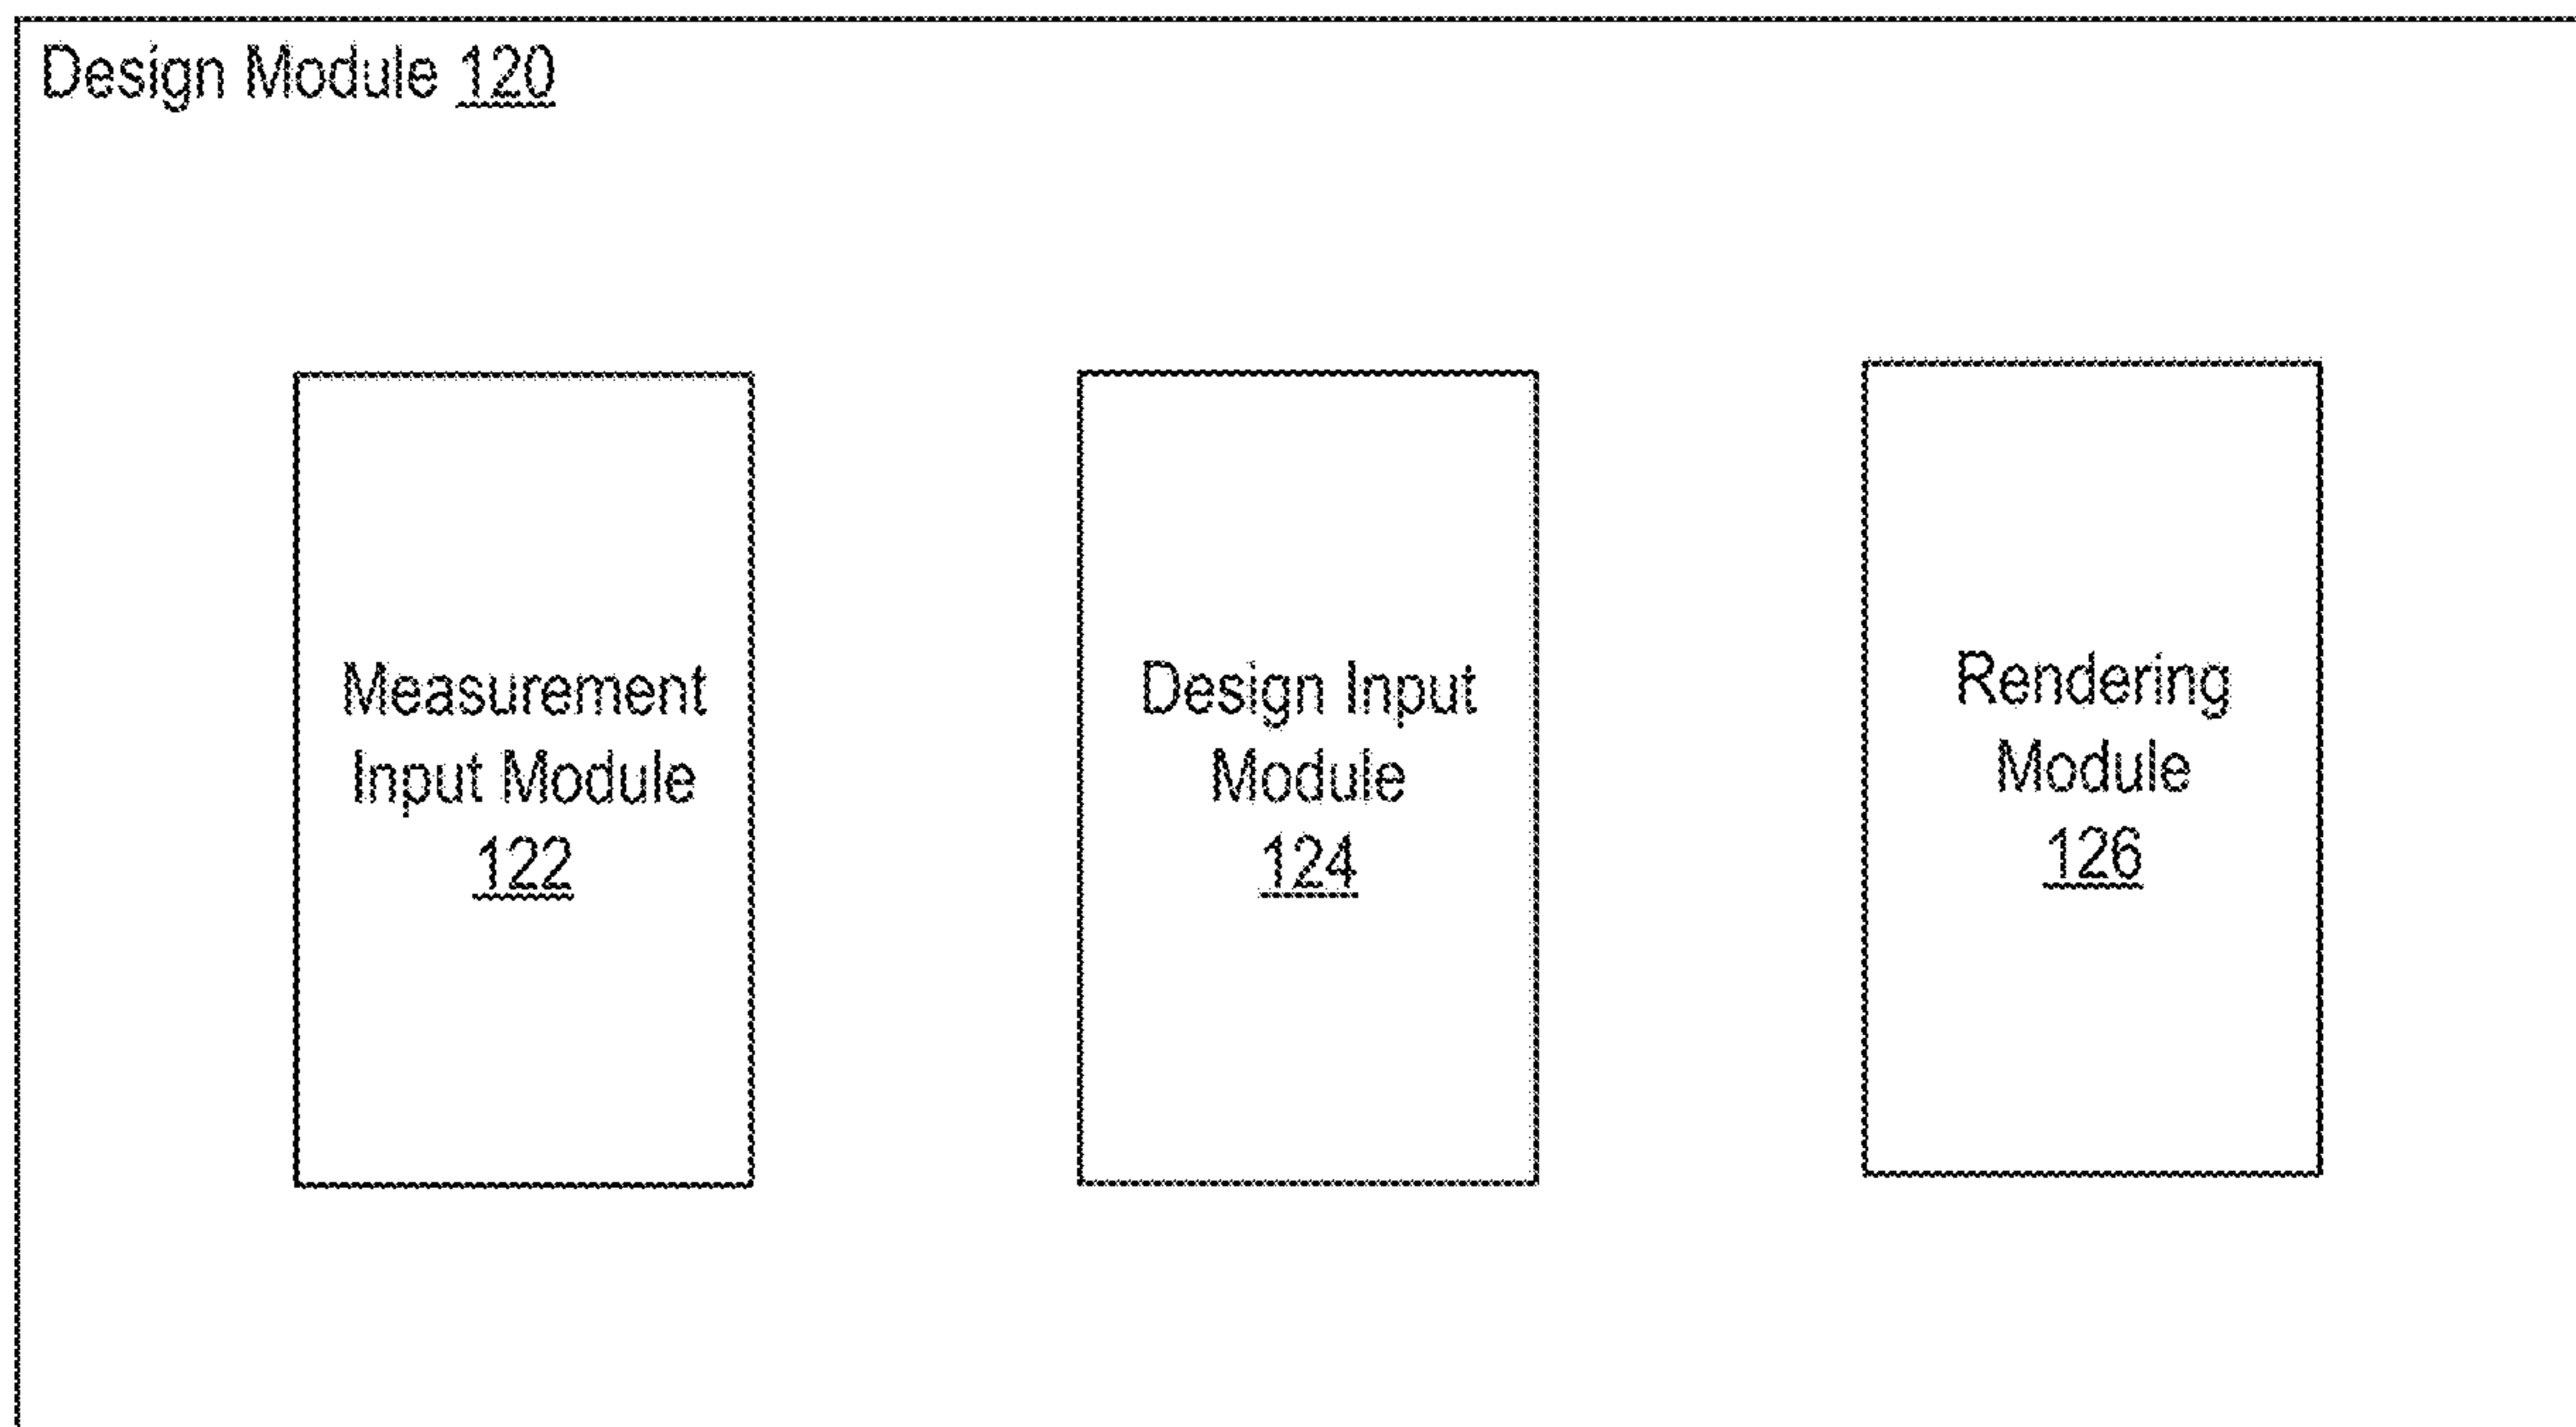 Design Module 120
Measurement
Input Module
122
Design Input
Module
124
Rendering
Module
126